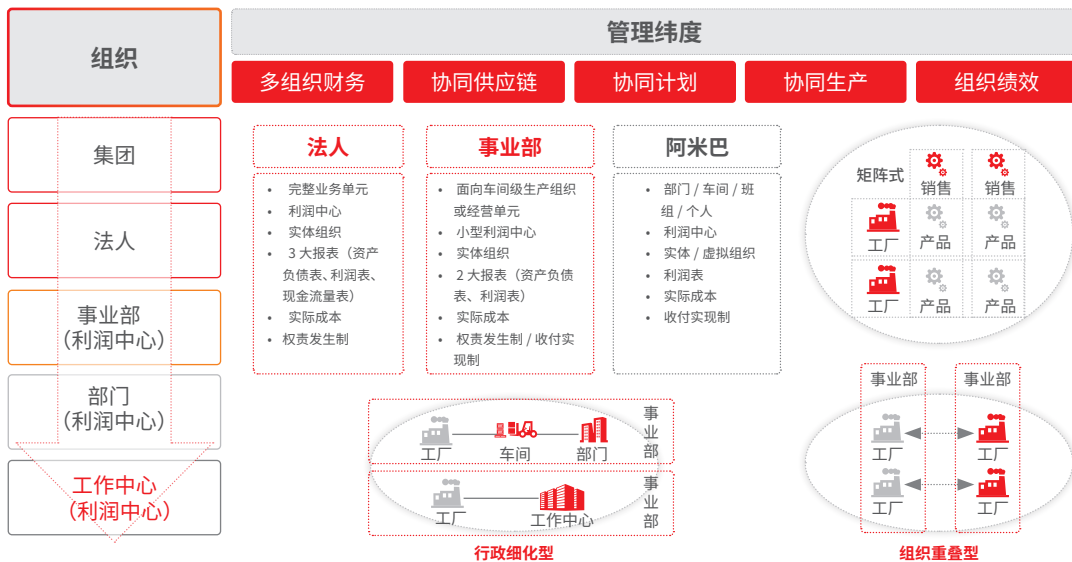 组织
管理纬度
多组织财务
协同供应链
协同计划
协同生产
组织绩效
集团
法人
事业部
（利润中心）
部门
（利润中心）
工作中心
（利润中心）
法人
• 完整业务单元
• 利润中心
• 实体组织
• 3 大报表（资产
负债表、利润表、
现金流量表）
• 实际成本
• 权责发生制
事业部
• 面向车间级生产组织
或经营单元
• 小型利润中心
• 实体组织
• 2 大报表（资产负债
表、利润表）
• 实际成本
• 权责发生制 / 收付实
现制
阿米巴
• 部门 / 车间 / 班
组 / 个人
• 利润中心
• 实体 / 虚拟组织
• 利润表
• 实际成本
• 收付实现制
矩阵式
销售
销售
工厂
产品
产品
工厂
产品
产品
工厂
车间
部门
事业部
工厂
工作中心
事业部
行政细化型
事业部
事业部
工厂
工厂
工厂
工厂
组织重叠型